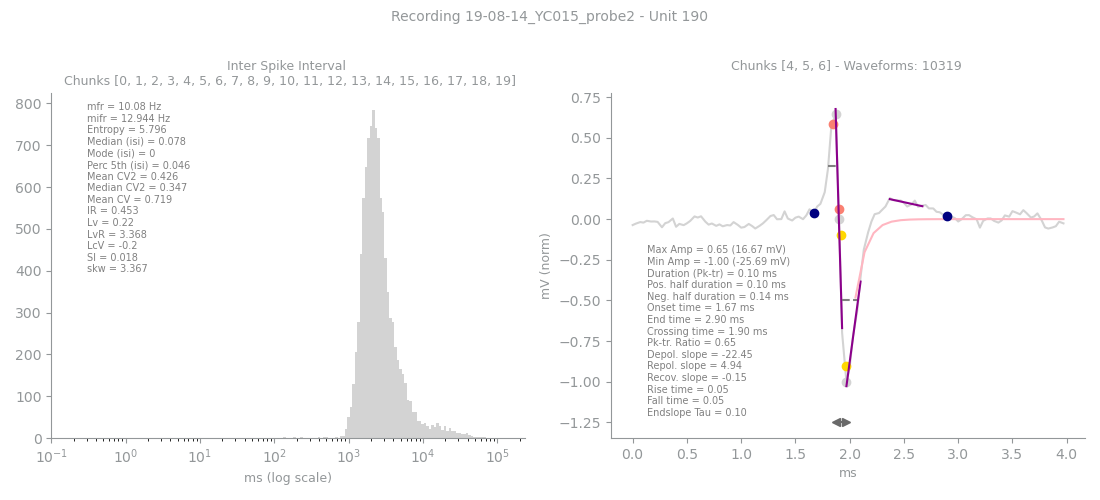 Recording 19-08-14_YC015_probe2 - Unit 190
Inter Spike Interval
Chunks [0, 1, 2, 3, 4, 5, 6, 7, 8, 9, 10, 11, 12, 13, 14, 15, 16, 17, 18, 19]
800
700
600
500
400
300
200
100
0
mfr = 10.08 Hz
mifr = 12.944 Hz
Entropy = 5.796
Median (isi) = 0.078
Mode (isi) = 0
Perc 5th (isi) = 0.046
Mean CV2 = 0.426
Median CV2 = 0.347
Mean CV = 0.719
IR = 0.453
Lv = 0.22
LvR = 3.368
LcV = -0.2
SI = 0.018
skw = 3.367
10⁻¹ 10⁰ 10¹ 10² 10³ 10⁴ 10⁵
ms (log scale)
Chunks [4, 5, 6] - Waveforms: 10319
mV (norm)
0.75
0.50
0.25
0.00
−0.25
−0.50
−0.75
−1.00
−1.25
Max Amp = 0.65 (16.67 mV)
Min Amp = -1.00 (-25.69 mV)
Duration (Pk-tr) = 0.10 ms
Pos. half duration = 0.10 ms
Neg. half duration = 0.14 ms
Onset time = 1.67 ms
End time = 2.90 ms
Crossing time = 1.90 ms
Pk-tr. Ratio = 0.65
Depol. slope = -22.45
Repol. slope = 4.94
Recov. slope = -0.15
Rise time = 0.05
Fall time = 0.05
Endslope Tau = 0.10
0.0 0.5 1.0 1.5 2.0 2.5 3.0 3.5 4.0
ms